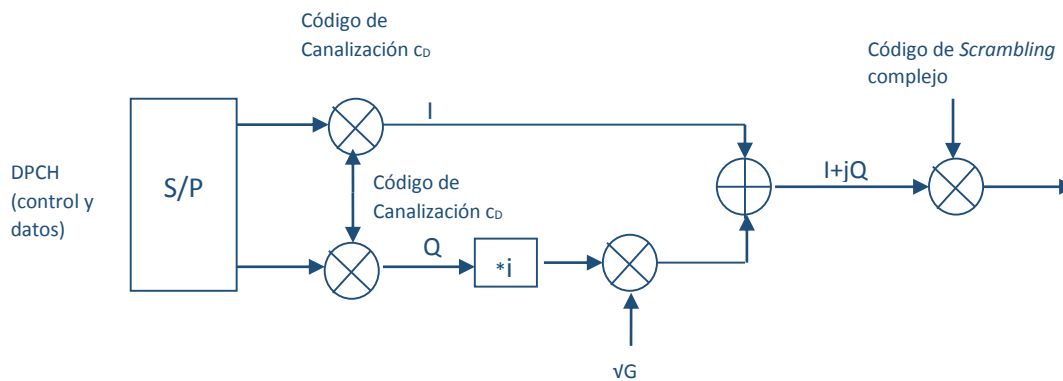 Código de
Canalización cD
Código de Scrambling
complejo
I
DPCH
(control y
datos)
S/P
Código de
Canalización cD
I+jQ
Q
*j
√G